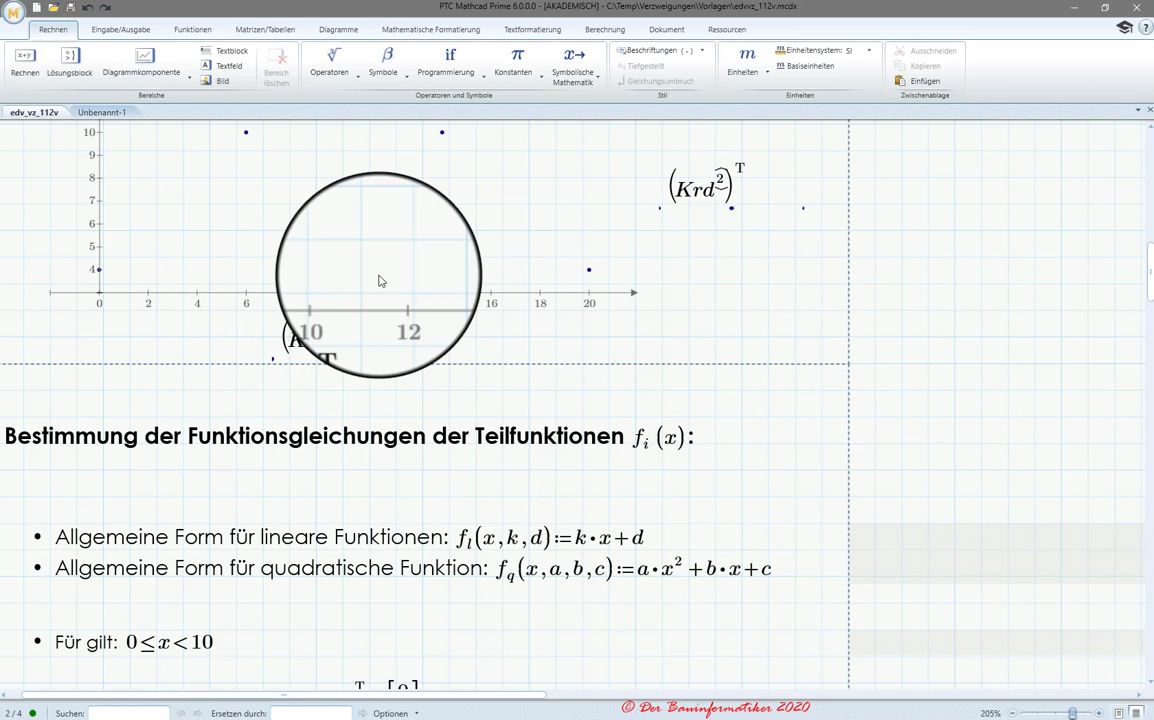 PTC Mathcad Prime 6.0.0.0 - [AKADEMISCH] - C:\Temp\Verzweigungen\Vorlagen\edvvz_112v.mcdx
Rechnen Eingabe/Ausgabe Funktionen Matrizen/Tabellen Diagramme Mathematische Formatierung Textformatierung Berechnung Dokument Ressourcen
Rechnen Lösungsblock Diagrammkomponente Textblock Textfeld Bild Bereich löschen
Operatoren Symbole Programmierung Konstanten Symbolische Mathematik
Beschriftungen ( - ) Tiefgestellt Gleichungsumbruch
Einheiten Einheitensystem: SI Basiseinheiten
Ausschneiden Kopieren Einfügen
Bereiche Operatoren und Symbole Stil Einheiten Zwischenablage
edv_vz_112v Unbenannt-1
10
9
8
7
6
5
4
(Krd^2)^T
0 2 4 6 10 12 16 18 20
T
Bestimmung der Funktionsgleichungen der Teilfunktionen f_i (x):
• Allgemeine Form für lineare Funktionen: f_l(x,k,d):=k·x+d
• Allgemeine Form für quadratische Funktion: f_q(x,a,b,c):=a·x²+b·x+c
• Für gilt: 0≤x<10
T
2/4 Suchen: Ersetzen durch: Optionen 205%
© Der Bauinformatiker 2020